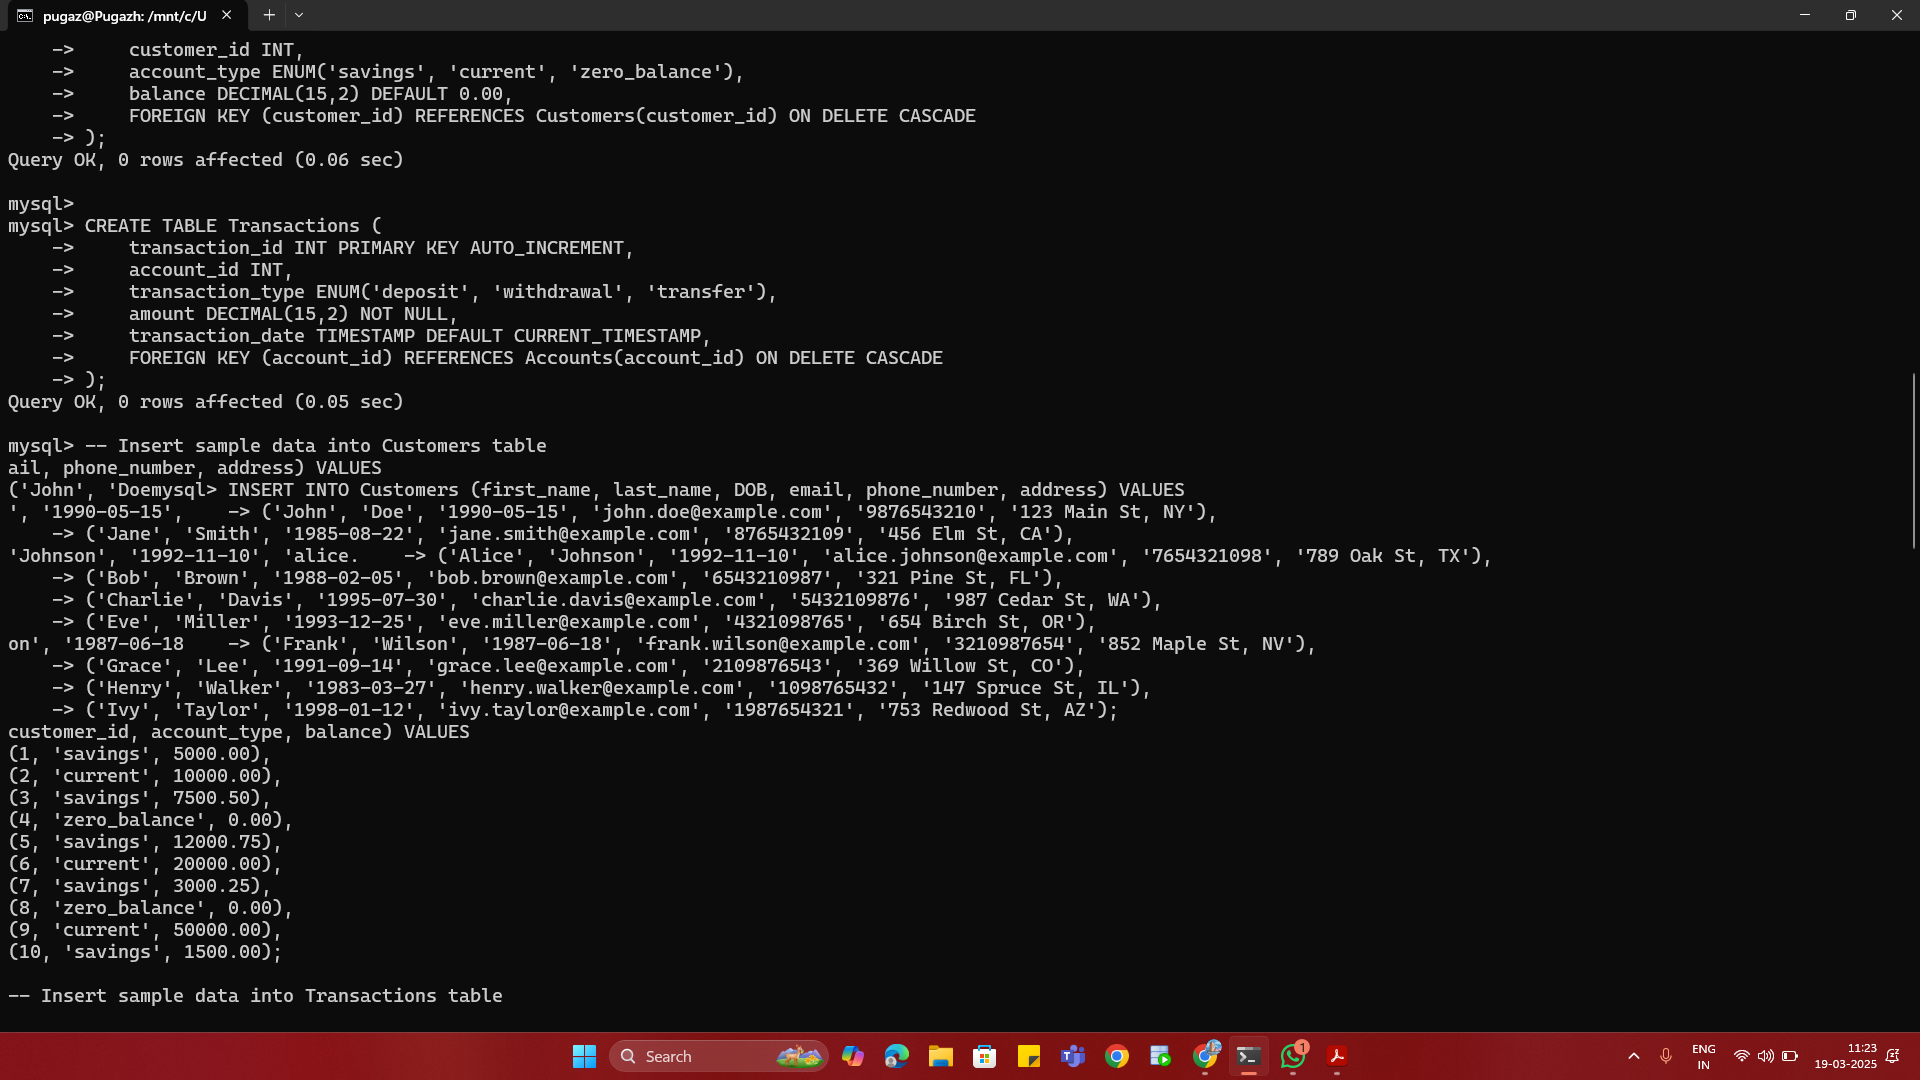 pugaz@Pugazh: /mnt/c/U
    ->     customer_id INT,
    ->     account_type ENUM('savings', 'current', 'zero_balance'),
    ->     balance DECIMAL(15,2) DEFAULT 0.00,
    ->     FOREIGN KEY (customer_id) REFERENCES Customers(customer_id) ON DELETE CASCADE
    -> );
Query OK, 0 rows affected (0.06 sec)

mysql>
mysql> CREATE TABLE Transactions (
    ->     transaction_id INT PRIMARY KEY AUTO_INCREMENT,
    ->     account_id INT,
    ->     transaction_type ENUM('deposit', 'withdrawal', 'transfer'),
    ->     amount DECIMAL(15,2) NOT NULL,
    ->     transaction_date TIMESTAMP DEFAULT CURRENT_TIMESTAMP,
    ->     FOREIGN KEY (account_id) REFERENCES Accounts(account_id) ON DELETE CASCADE
    -> );
Query OK, 0 rows affected (0.05 sec)

mysql> -- Insert sample data into Customers table
ail, phone_number, address) VALUES
('John', 'Doemysql> INSERT INTO Customers (first_name, last_name, DOB, email, phone_number, address) VALUES
', '1990-05-15',    -> ('John', 'Doe', '1990-05-15', 'john.doe@example.com', '9876543210', '123 Main St, NY'),
    -> ('Jane', 'Smith', '1985-08-22', 'jane.smith@example.com', '8765432109', '456 Elm St, CA'),
'Johnson', '1992-11-10', 'alice.    -> ('Alice', 'Johnson', '1992-11-10', 'alice.johnson@example.com', '7654321098', '789 Oak St, TX'),
    -> ('Bob', 'Brown', '1988-02-05', 'bob.brown@example.com', '6543210987', '321 Pine St, FL'),
    -> ('Charlie', 'Davis', '1995-07-30', 'charlie.davis@example.com', '5432109876', '987 Cedar St, WA'),
    -> ('Eve', 'Miller', '1993-12-25', 'eve.miller@example.com', '4321098765', '654 Birch St, OR'),
on', '1987-06-18    -> ('Frank', 'Wilson', '1987-06-18', 'frank.wilson@example.com', '3210987654', '852 Maple St, NV'),
    -> ('Grace', 'Lee', '1991-09-14', 'grace.lee@example.com', '2109876543', '369 Willow St, CO'),
    -> ('Henry', 'Walker', '1983-03-27', 'henry.walker@example.com', '1098765432', '147 Spruce St, IL'),
    -> ('Ivy', 'Taylor', '1998-01-12', 'ivy.taylor@example.com', '1987654321', '753 Redwood St, AZ');
customer_id, account_type, balance) VALUES
(1, 'savings', 5000.00),
(2, 'current', 10000.00),
(3, 'savings', 7500.50),
(4, 'zero_balance', 0.00),
(5, 'savings', 12000.75),
(6, 'current', 20000.00),
(7, 'savings', 3000.25),
(8, 'zero_balance', 0.00),
(9, 'current', 50000.00),
(10, 'savings', 1500.00);

-- Insert sample data into Transactions table
Search
1
ENG
IN
11:23
19-03-2025